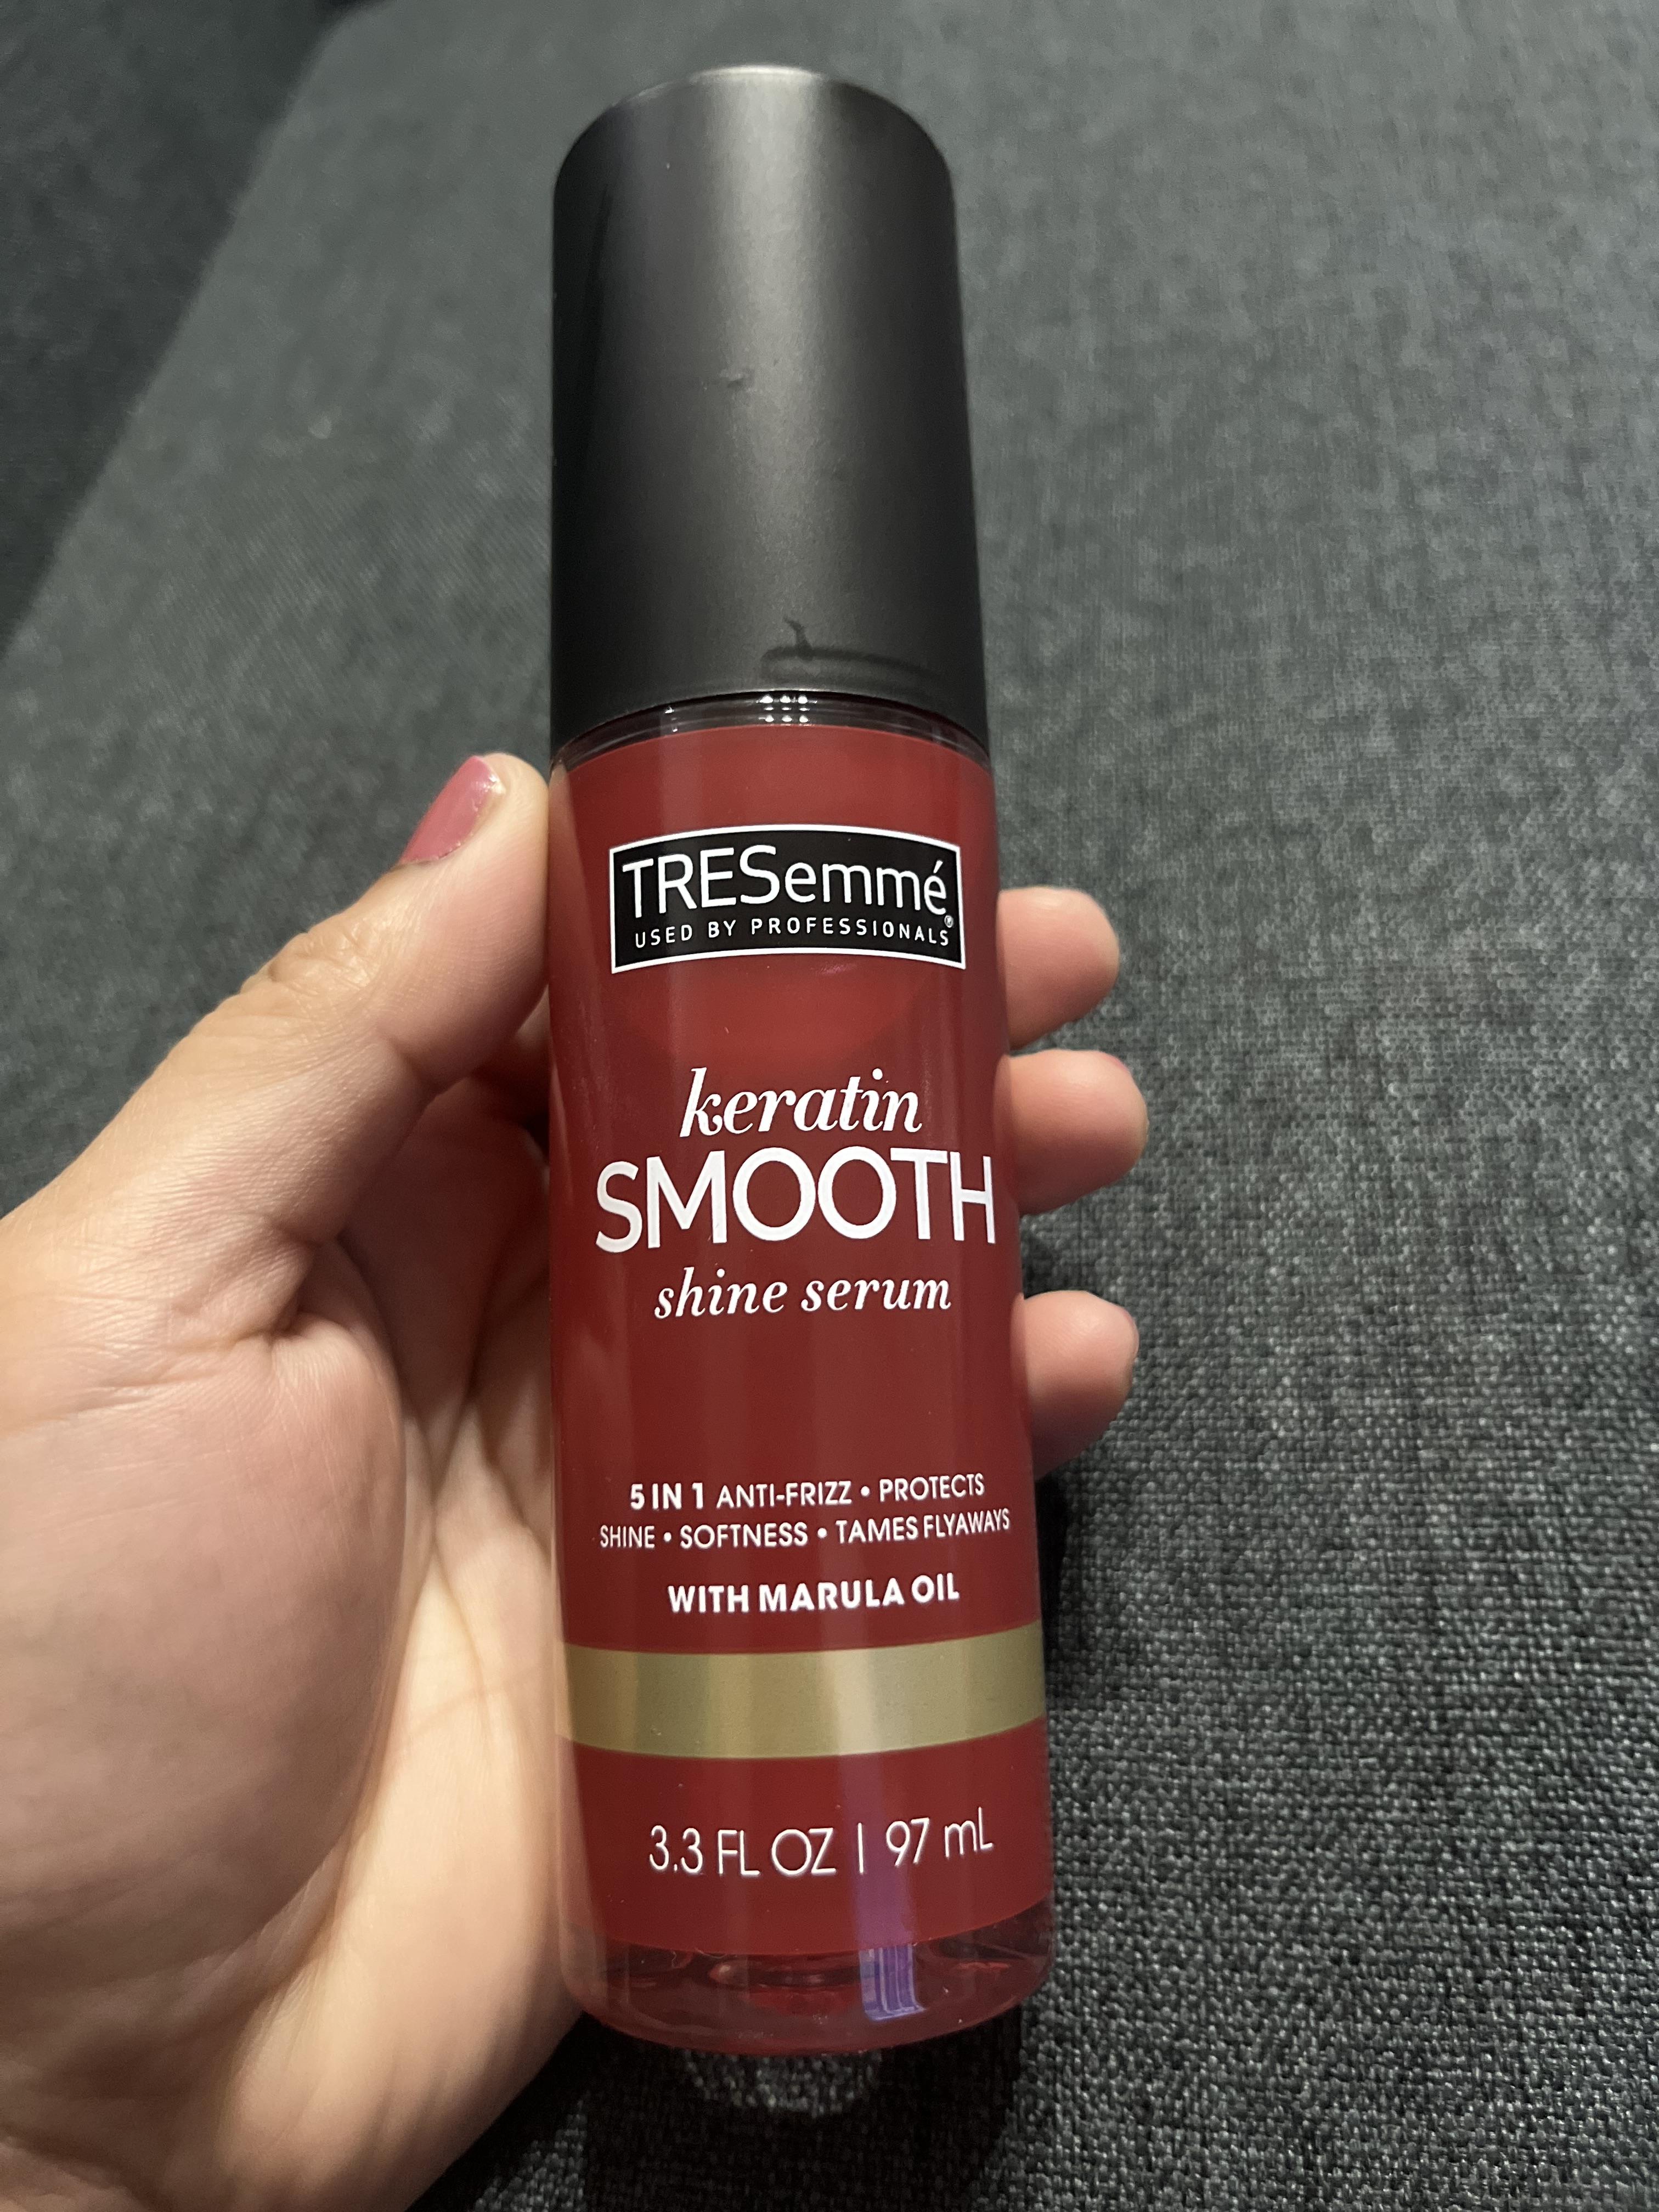 TRESemmé®
USED BY PROFESSIONALS
keratin
SMOOTH
shine serum
5 IN 1 ANTI-FRIZZ • PROTECTS
SHINE • SOFTNESS • TAMES FLYAWAYS
WITH MARULA OIL
3.3 FL OZ | 97 mL